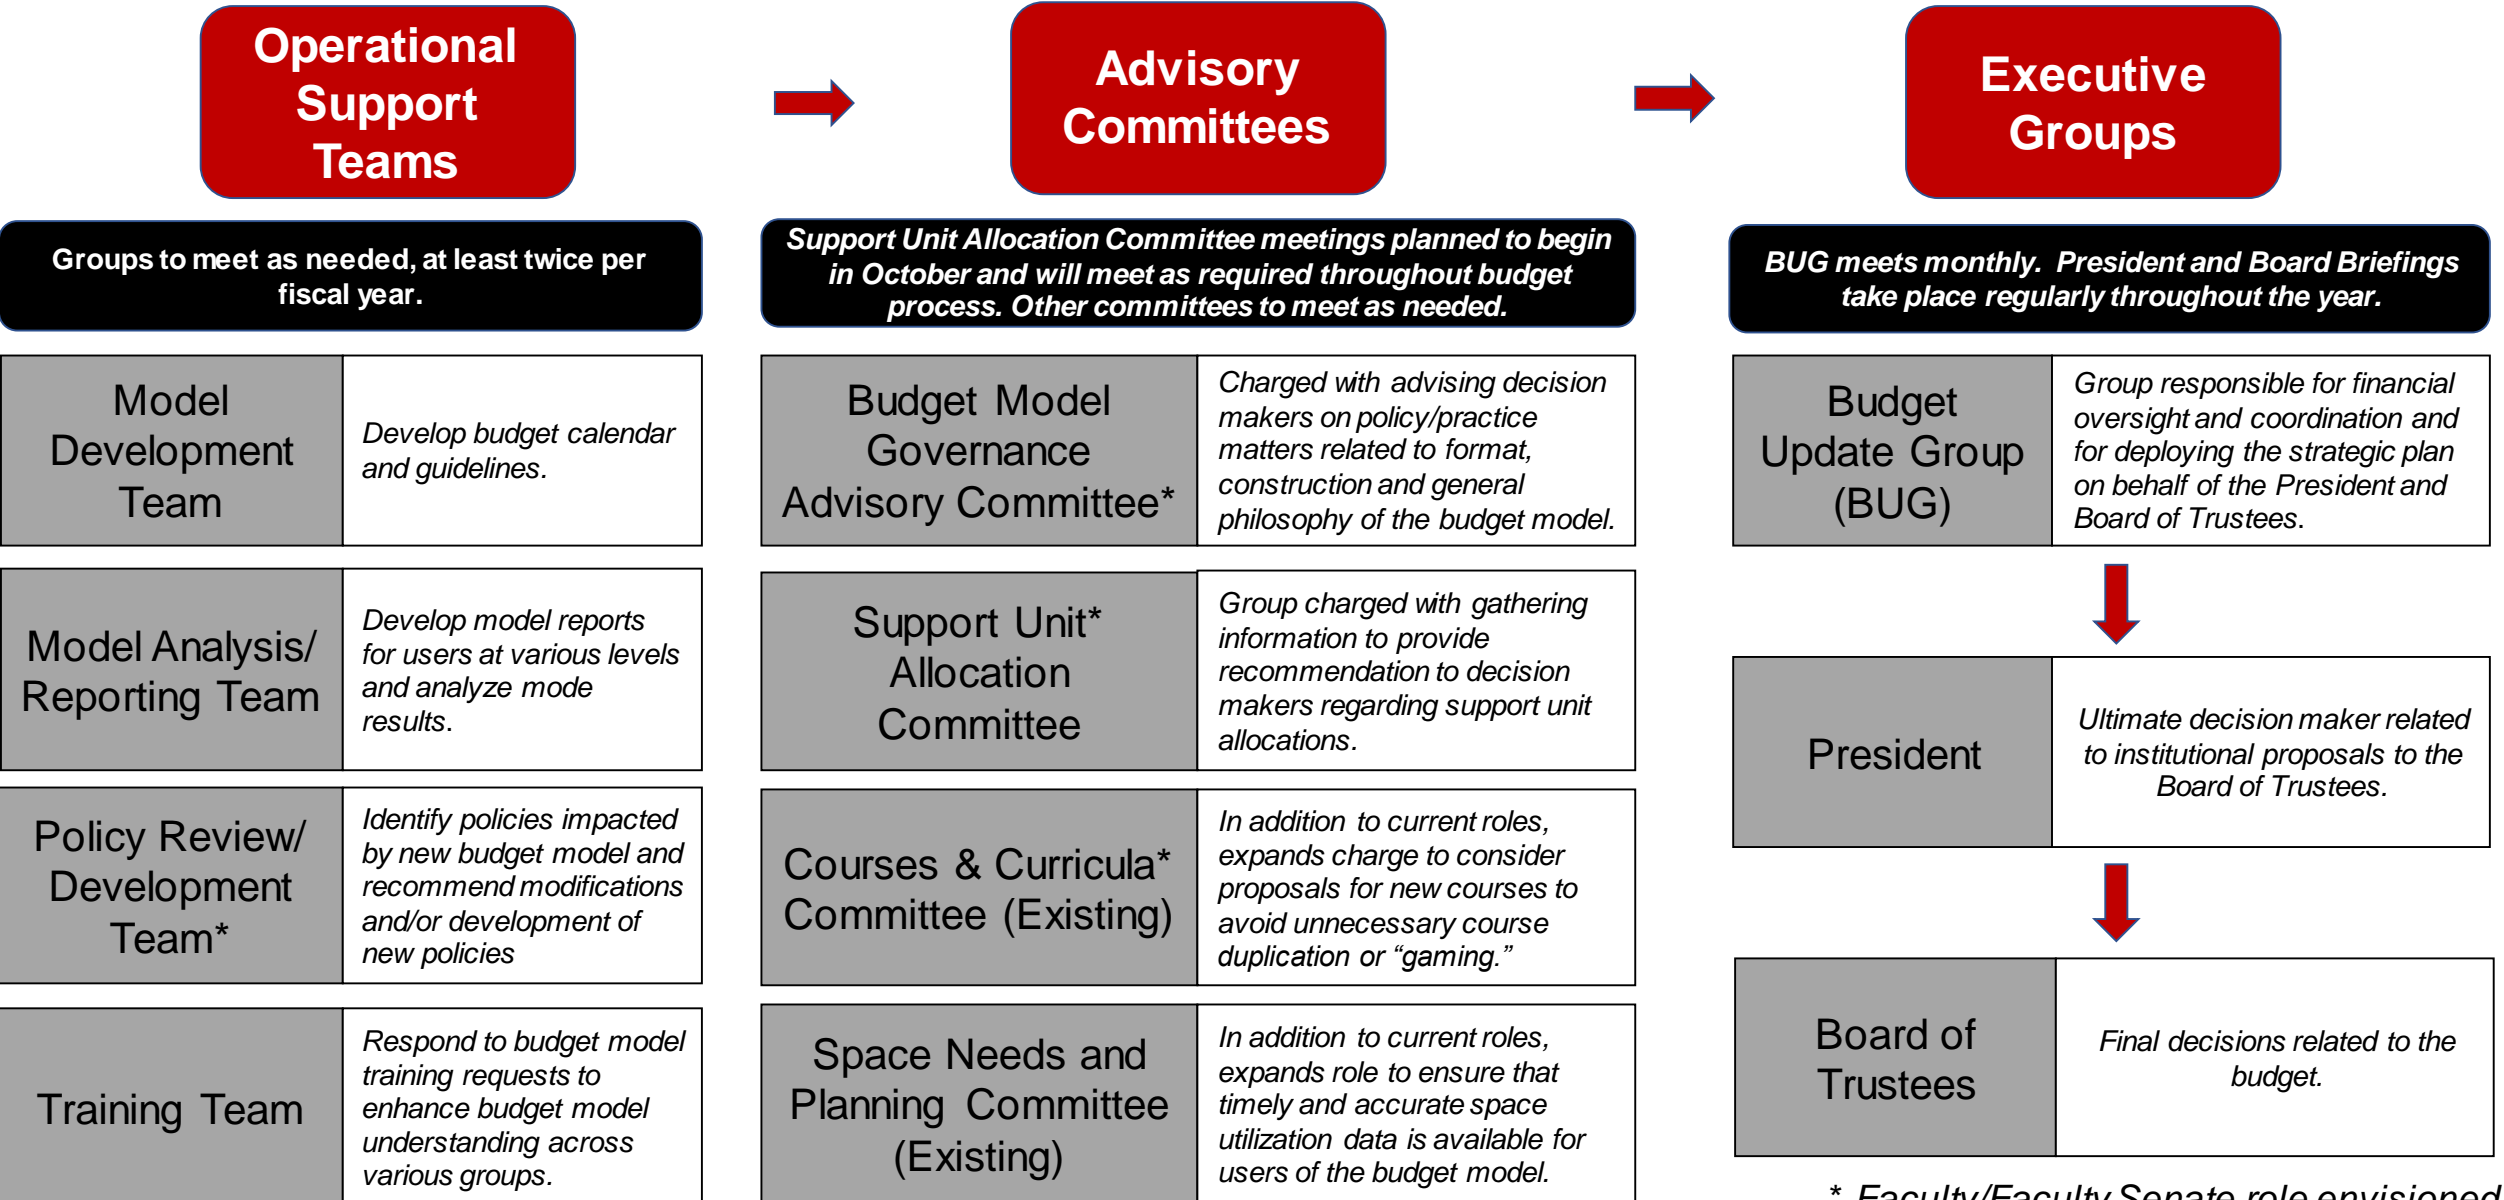 Operational
Support
Teams
Advisory
Committees
Executive
Groups
Groups to meet as needed, at least twice per
fiscal year.
Support Unit Allocation Committee meetings planned to begin
in October and will meet as required throughout budget
process. Other committees to meet as needed.
BUG meets monthly. President and Board Briefings
take place regularly throughout the year.
Model
Development
Team
Develop budget calendar
and guidelines.
Model Analysis/
Reporting Team
Develop model reports
for users at various levels
and analyze mode
results.
Policy Review/
Development
Team*
Identify policies impacted
by new budget model and
recommend modifications
and/or development of
new policies
Training Team
Respond to budget model
training requests to
enhance budget model
understanding across
various groups.
Budget Model
Governance
Advisory Committee*
Charged with advising decision
makers on policy/practice
matters related to format,
construction and general
philosophy of the budget model.
Support Unit*
Allocation
Committee
Group charged with gathering
information to provide
recommendation to decision
makers regarding support unit
allocations.
Courses & Curricula*
Committee (Existing)
In addition to current roles,
expands charge to consider
proposals for new courses to
avoid unnecessary course
duplication or “gaming.”
Space Needs and
Planning Committee
(Existing)
In addition to current roles,
expands role to ensure that
timely and accurate space
utilization data is available for
users of the budget model.
Budget
Update Group
(BUG)
Group responsible for financial
oversight and coordination and
for deploying the strategic plan
on behalf of the President and
Board of Trustees.
President
Ultimate decision maker related
to institutional proposals to the
Board of Trustees.
Board of
Trustees
Final decisions related to the
budget.
* Faculty/Faculty Senate role envisioned